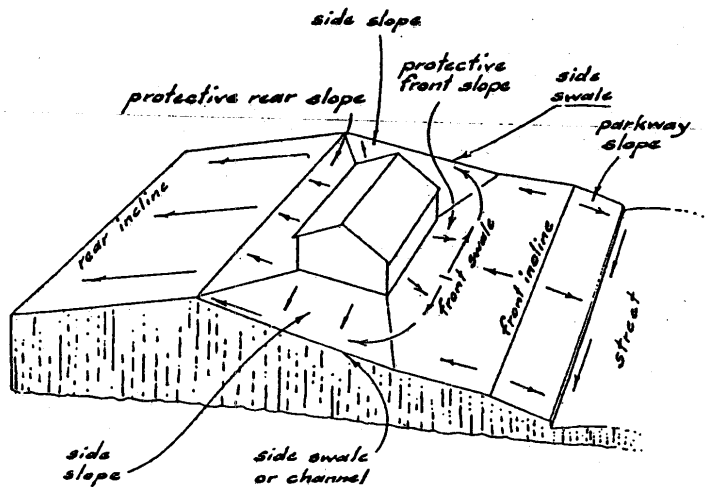 side slope
protective
front slope
side
swale
protective rear slope
parkway
slope
rear incline
front swale
front incline
street
side
slope
side swale
or channel